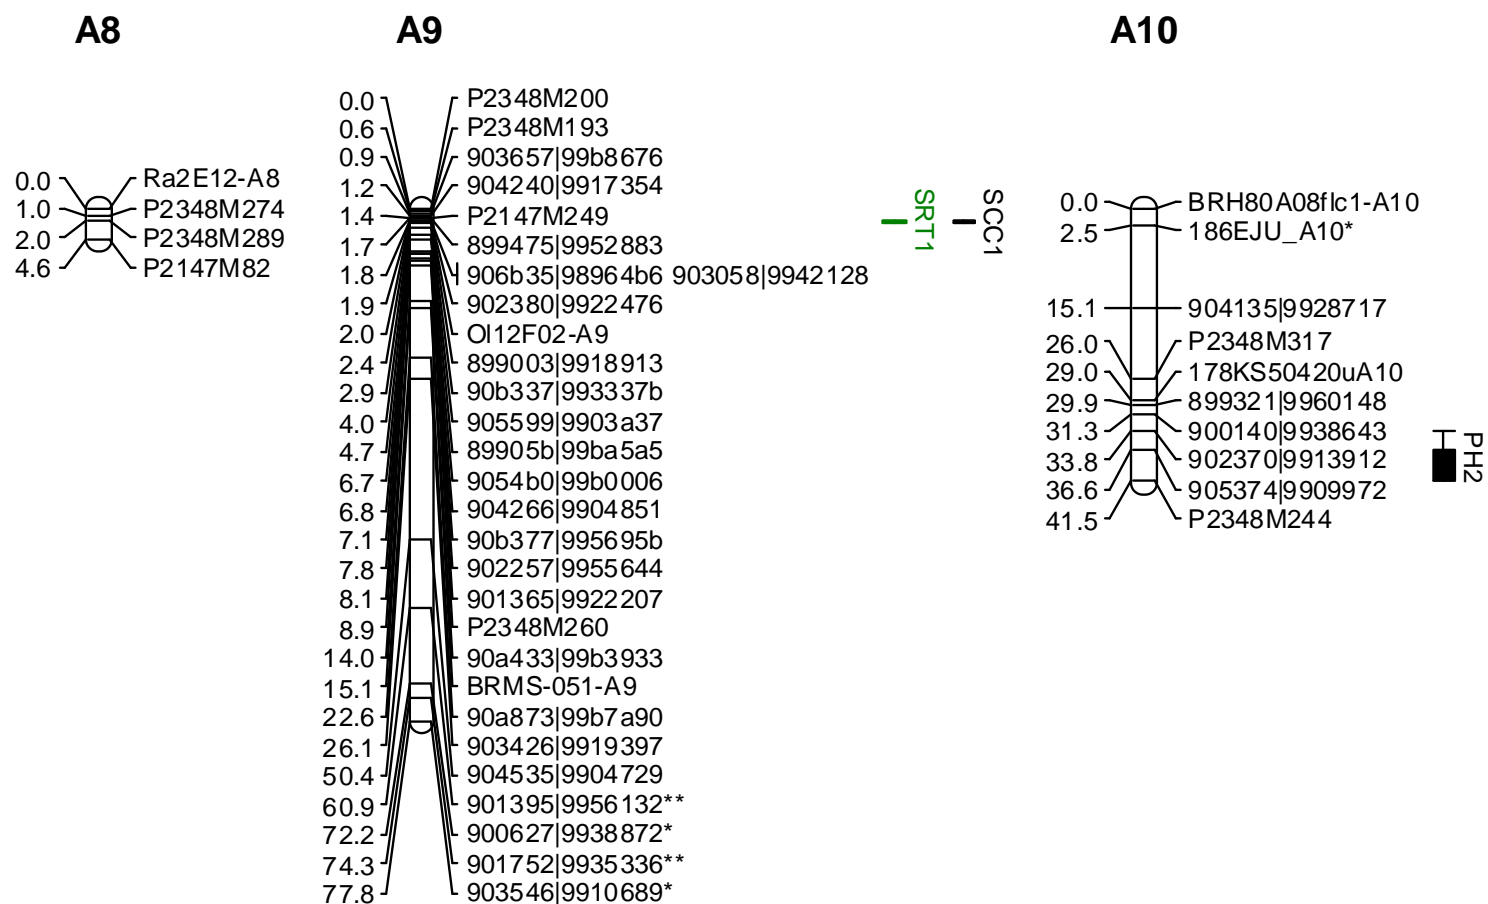 A8
A9
A10
0.0 Ra2E12-A8
1.0 P2348M274
2.0 P2348M289
4.6 P2147M82
0.0 P2348M200
0.6 P2348M193
0.9 903657|99b8676
1.2 904240|9917354
1.4 P2147M249
1.7 899475|9952883
1.8 906b35|98964b6 903058|9942128
1.9 902380|9922476
2.0 Ol12F02-A9
2.4 899003|9918913
2.9 90b337|993337b
4.0 905599|9903a37
4.7 89905b|99ba5a5
6.7 9054b0|99b0006
6.8 904266|9904851
7.1 90b377|995695b
7.8 902257|9955644
8.1 901365|9922207
8.9 P2348M260
14.0 90a433|99b3933
15.1 BRMS-051-A9
22.6 90a873|99b7a90
26.1 903426|9919397
50.4 904535|9904729
60.9 901395|9956132**
72.2 900627|9938872*
74.3 901752|9935336**
77.8 903546|9910689*
SRT1
SCC1
0.0 BRH80A08flc1-A10
2.5 186EJU_A10*
15.1 904135|9928717
26.0 P2348M317
29.0 178KS50420uA10
29.9 899321|9960148
31.3 900140|9938643
33.8 902370|9913912
36.6 905374|9909972
41.5 P2348M244
PH2